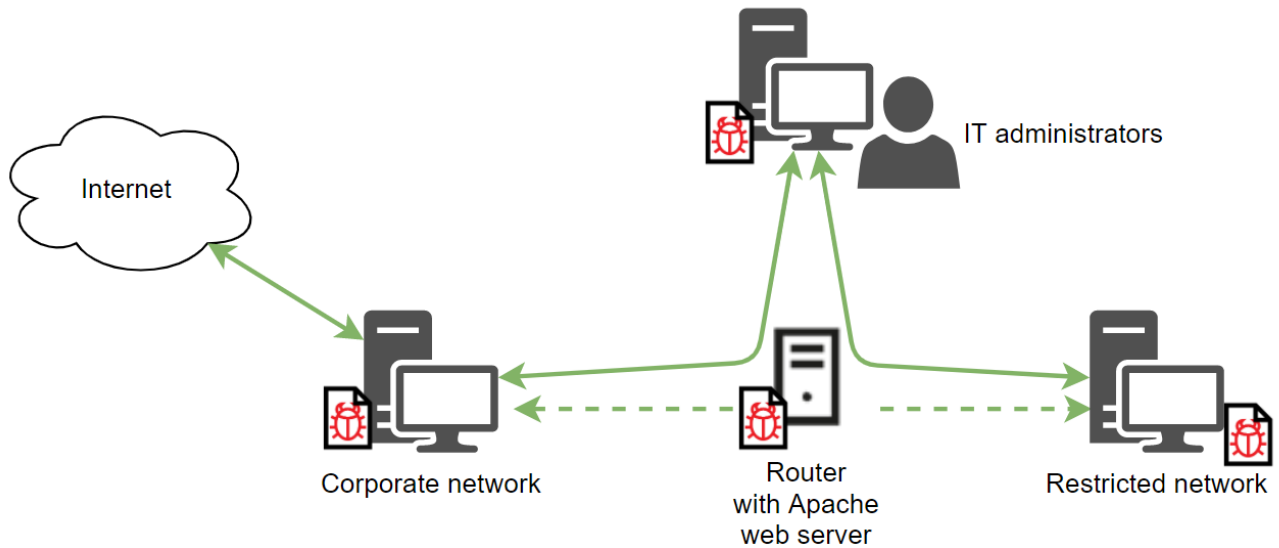 IT administrators
Internet
Corporate network
Router
with Apache
web server
Restricted network